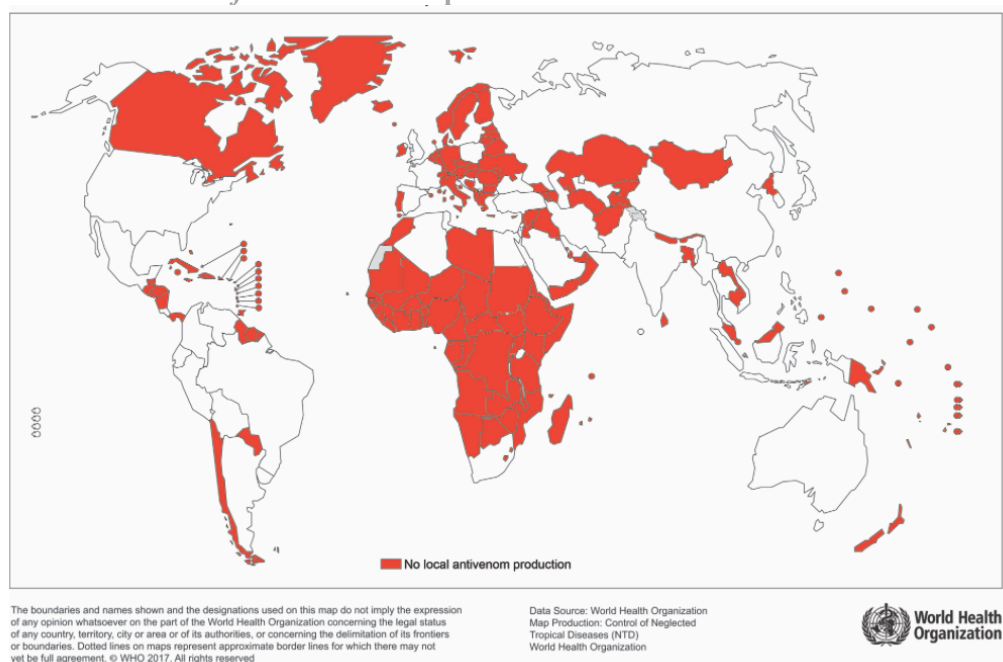 No local antivenom production
The boundaries and names shown and the designations used on this map do not imply the expression
of any opinion whatsoever on the part of the World Health Organization concerning the legal status
of any country, territory, city or area or of its authorities, or concerning the delimitation of its frontiers
or boundaries. Dotted lines on maps represent approximate border lines for which there may not
yet be full agreement. © WHO 2017. All rights reserved
Data Source: World Health Organization
Map Production: Control of Neglected
Tropical Diseases (NTD)
World Health Organization
World Health
Organization